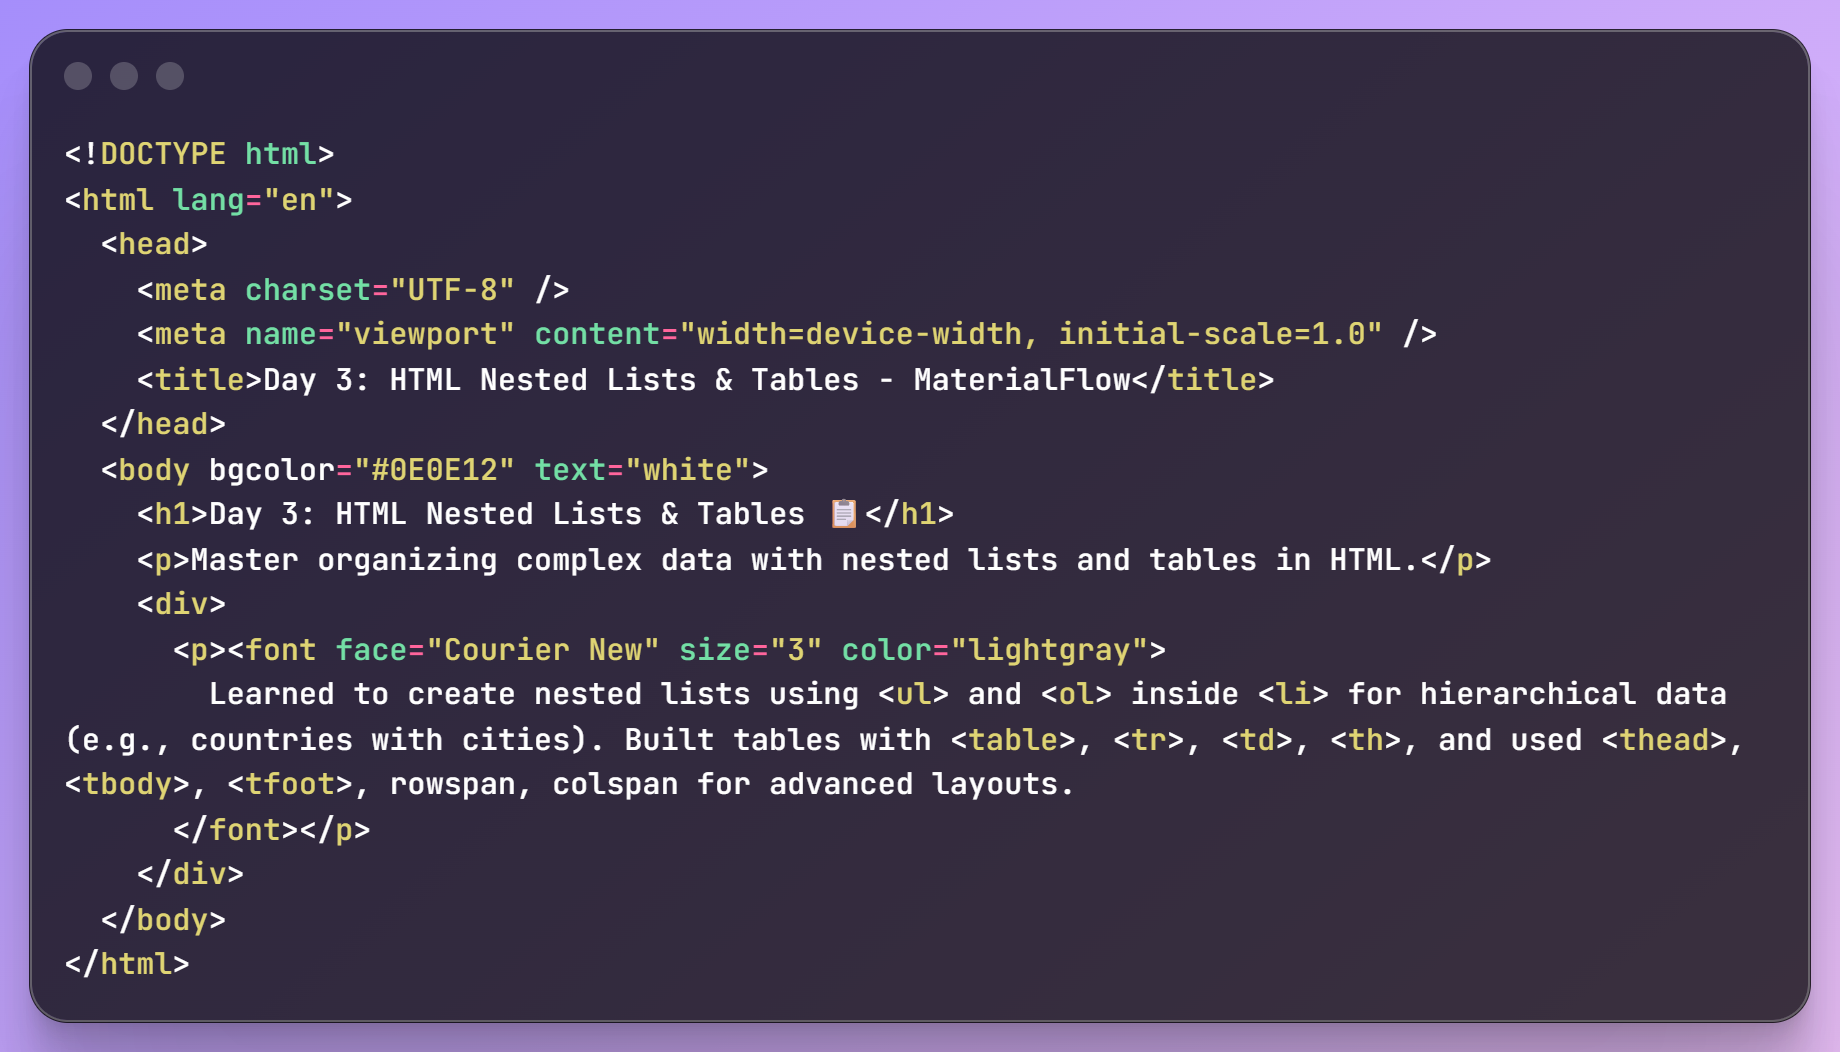 <!DOCTYPE html>
<html lang="en">
  <head>
    <meta charset="UTF-8" />
    <meta name="viewport" content="width=device-width, initial-scale=1.0" />
    <title>Day 3: HTML Nested Lists & Tables - MaterialFlow</title>
  </head>
  <body bgcolor="#0E0E12" text="white">
    <h1>Day 3: HTML Nested Lists & Tables 📋</h1>
    <p>Master organizing complex data with nested lists and tables in HTML.</p>
    <div>
      <p><font face="Courier New" size="3" color="lightgray">
        Learned to create nested lists using <ul> and <ol> inside <li> for hierarchical data
(e.g., countries with cities). Built tables with <table>, <tr>, <td>, <th>, and used <thead>,
<tbody>, <tfoot>, rowspan, colspan for advanced layouts.
      </font></p>
    </div>
  </body>
</html>